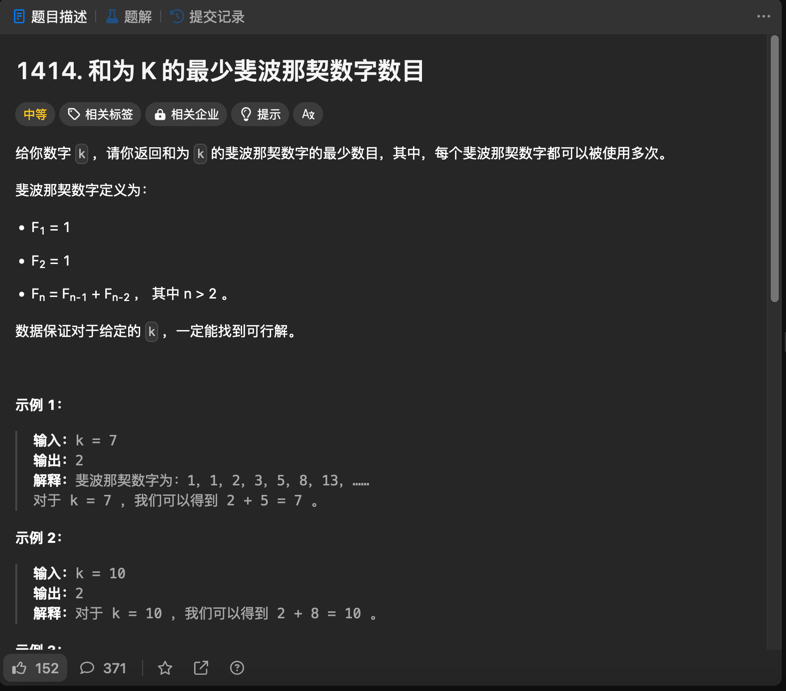 题目描述 题解 提交记录
1414. 和为 K 的最少斐波那契数字数目
中等 相关标签 相关企业 提示
给你数字 k ，请你返回和为 k 的斐波那契数字的最少数目，其中，每个斐波那契数字都可以被使用多次。
斐波那契数字定义为：
• F1 = 1
• F2 = 1
• Fn = Fn-1 + Fn-2 ， 其中 n > 2 。
数据保证对于给定的 k ，一定能找到可行解。
示例 1：
输入：k = 7
输出：2
解释：斐波那契数字为：1, 1, 2, 3, 5, 8, 13, ……
对于 k = 7 ，我们可以得到 2 + 5 = 7 。
示例 2：
输入：k = 10
输出：2
解释：对于 k = 10 ，我们可以得到 2 + 8 = 10 。
152 371